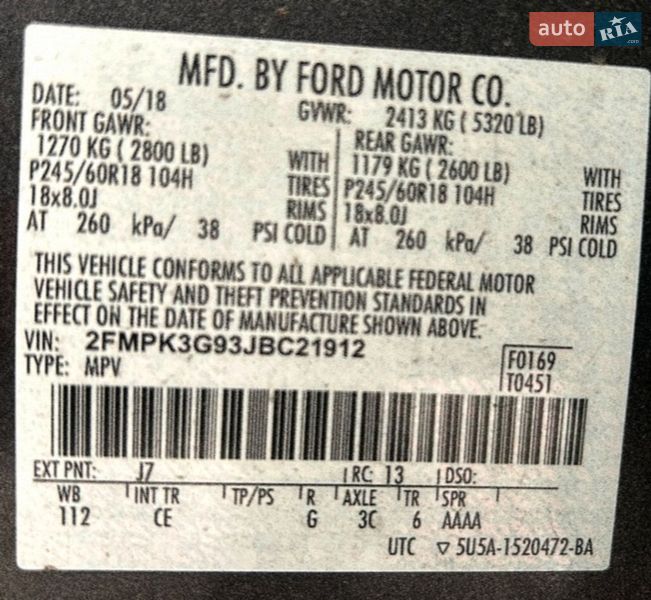 auto RIA .com
MFD. BY FORD MOTOR CO.
DATE: 05/18 GVWR: 2413 KG ( 5320 LB)
FRONT GAWR: REAR GAWR:
1270 KG ( 2800 LB) WITH 1179 KG ( 2600 LB) WITH
P245/60R18 104H TIRES P245/60R18 104H TIRES
18x8.0J RIMS 18x8.0J RIMS
AT 260 kPa/ 38 PSI COLD AT 260 kPa/ 38 PSI COLD
THIS VEHICLE CONFORMS TO ALL APPLICABLE FEDERAL MOTOR
VEHICLE SAFETY AND THEFT PREVENTION STANDARDS IN
EFFECT ON THE DATE OF MANUFACTURE SHOWN ABOVE.
VIN: 2FMPK3G93JBC21912
TYPE: MPV F0169
T0451
EXT PNT: J7 RC: 13 DSO:
WB INT TR TP/PS R AXLE TR SPR
112 CE G 3C 6 AAAA
UTC ▽ 5U5A-1520472-BA